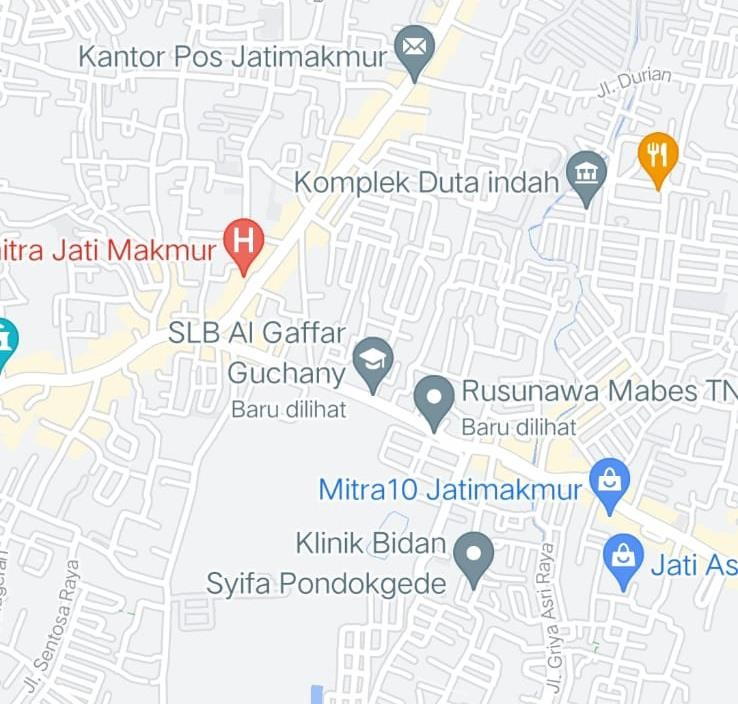 Kantor Pos Jatimakmur
Jl. Durian
Komplek Duta indah
itra Jati Makmur
H
SLB Al Gaffar
Guchany
Baru dilihat
Rusunawa Mabes TN
Baru dilihat
Mitra10 Jatimakmur
Klinik Bidan
Syifa Pondokgede
Jati As
Jl. Sentosa Raya
Jl. Griya Asri Raya